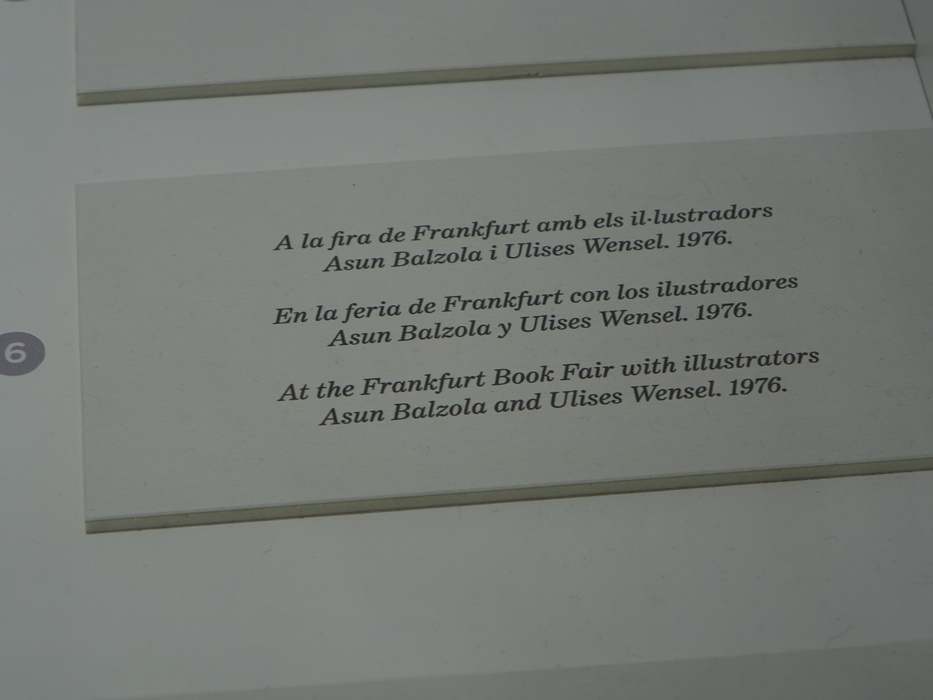 A la fira de Frankfurt amb els il·lustradors
Asun Balzola i Ulises Wensel. 1976.
En la feria de Frankfurt con los ilustradores
Asun Balzola y Ulises Wensel. 1976.
6
At the Frankfurt Book Fair with illustrators
Asun Balzola and Ulises Wensel. 1976.